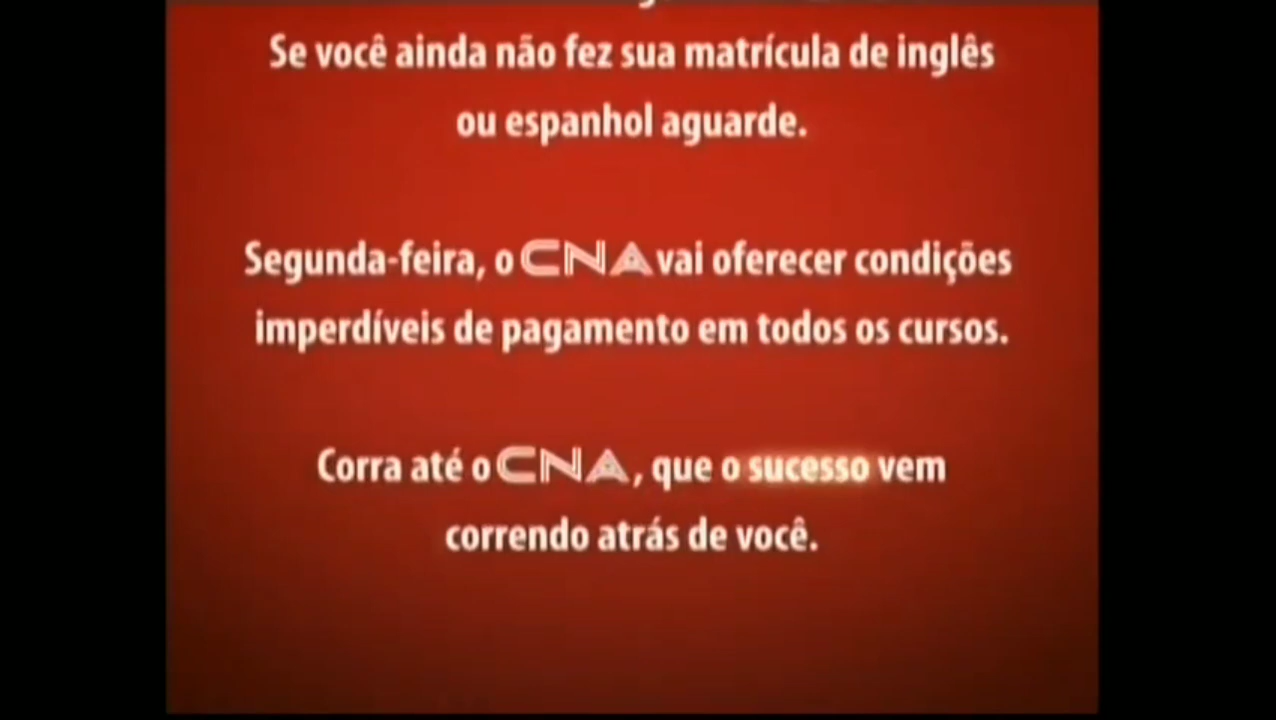 Se você ainda não fez sua matrícula de inglês
ou espanhol aguarde.
Segunda-feira, o CNA vai oferecer condições
imperdíveis de pagamento em todos os cursos.
Corra até o CNA, que o sucesso vem
correndo atrás de você.